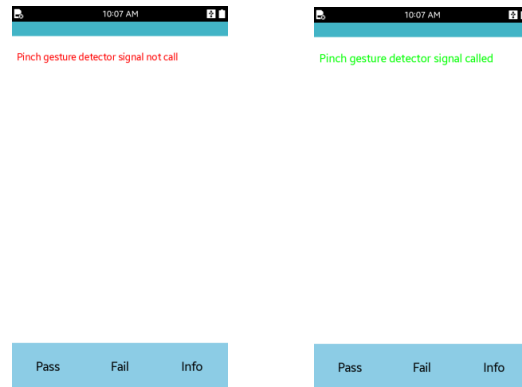 10:07 AM
Pinch gesture detector signal not call
Pass Fail Info
10:07 AM
Pinch gesture detector signal called
Pass Fail Info